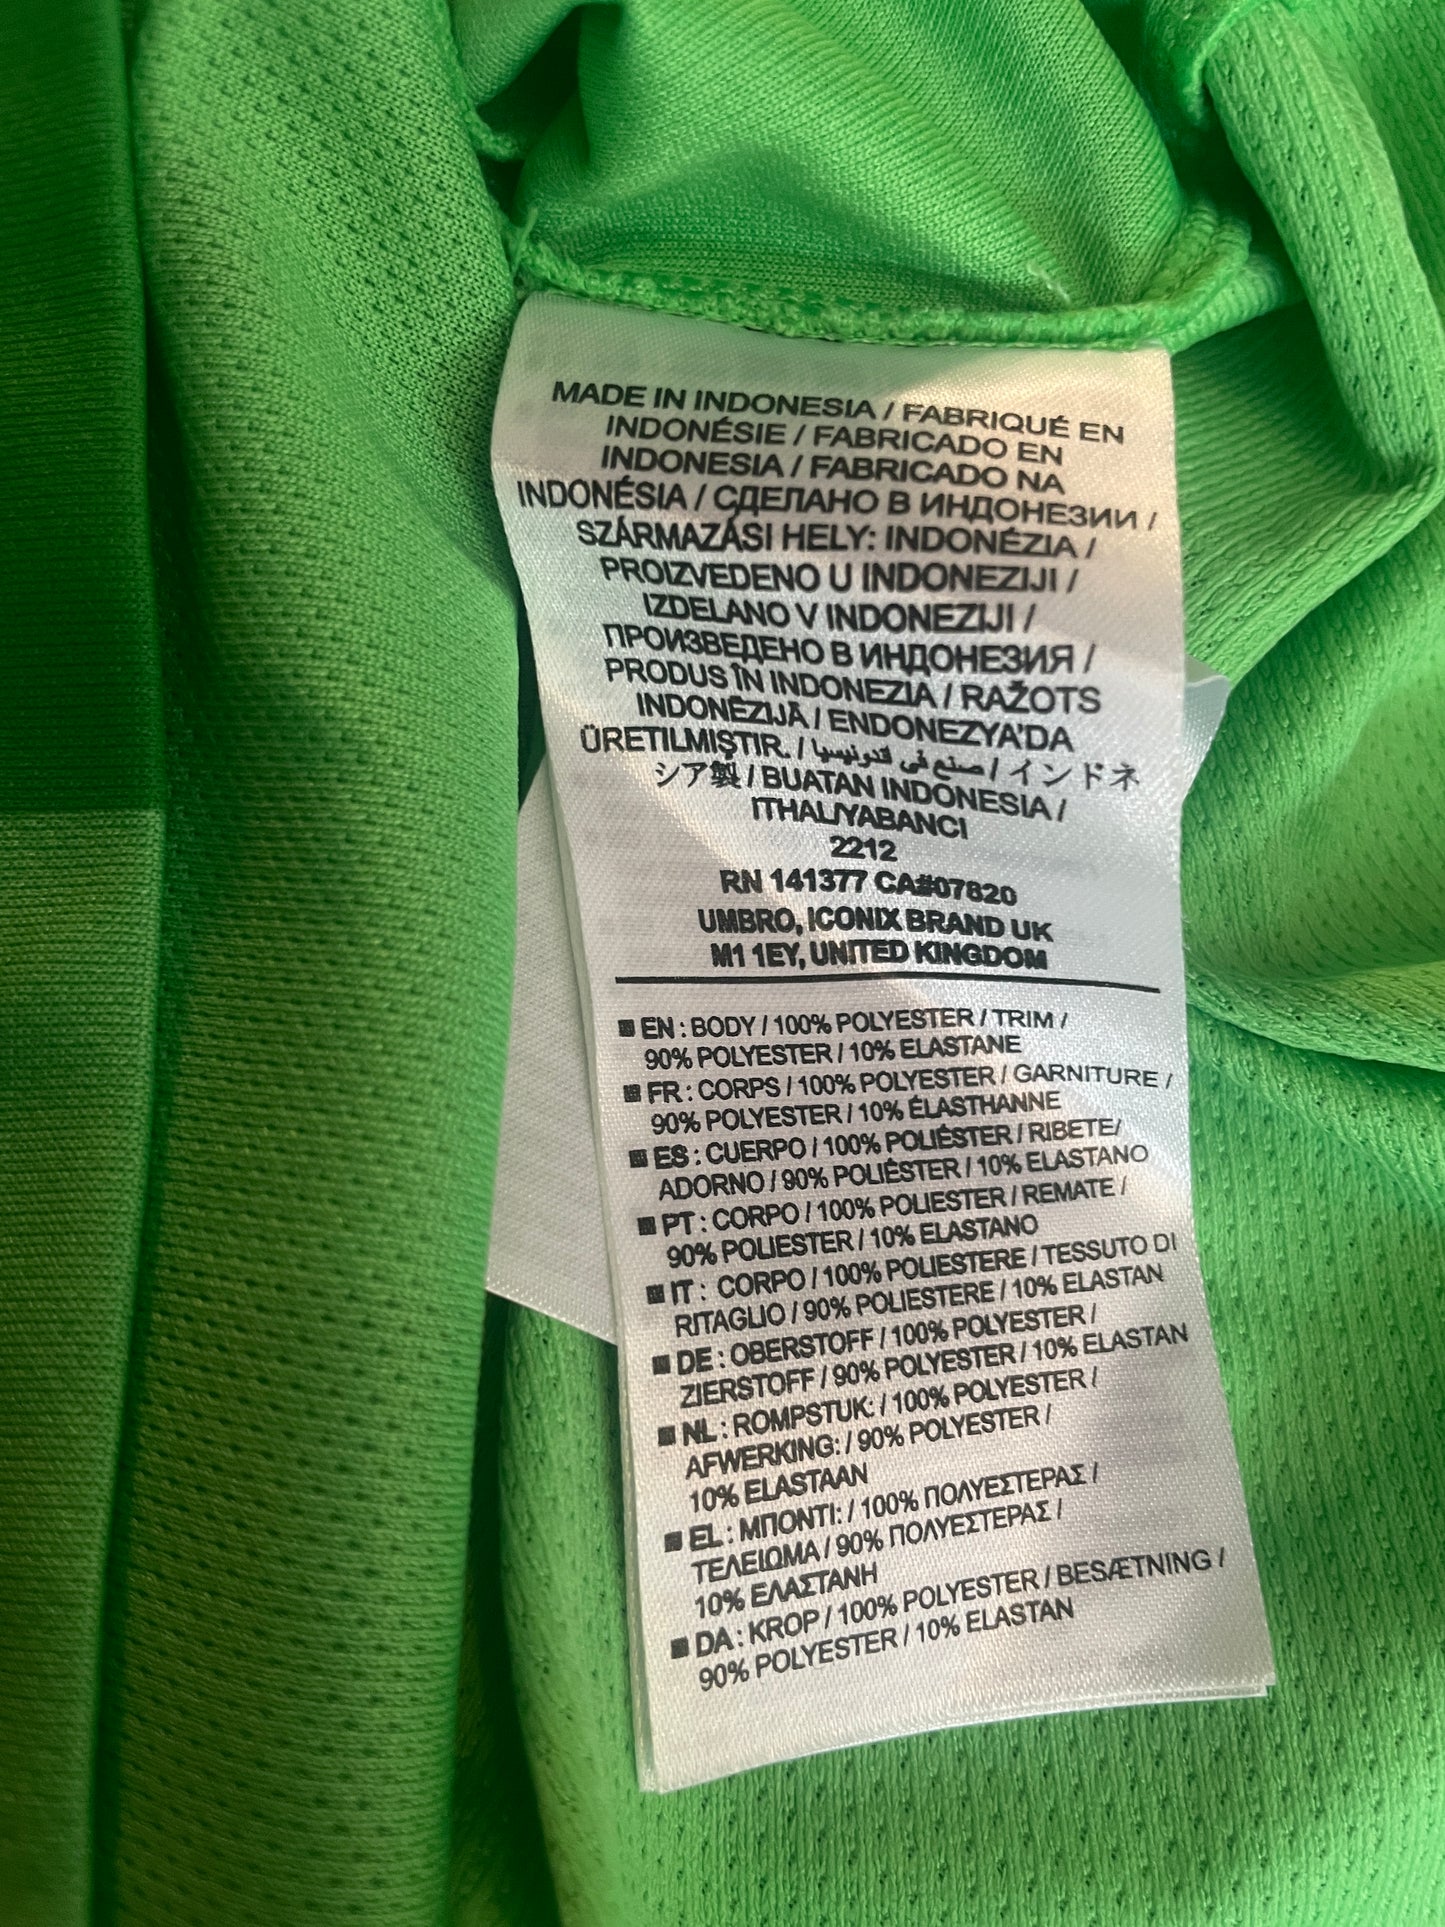 MADE IN INDONESIA / FABRIQUÉ EN
INDONÉSIE / FABRICADO EN
INDONESIA / FABRICADO NA
INDONÉSIA / СДЕЛАНО В ИНДОНЕЗИИ /
SZÁRMAZÁSI HELY: INDONÉZIA /
PROIZVEDENO U INDONEZIJI /
IZDELANO V INDONEZIJI /
ПРОИЗВЕДЕНО В ИНДОНЕЗИЯ /
PRODUS ÎN INDONEZIA / RAŽOTS
INDONĒZIJĀ / ENDONEZYA'DA
ÜRETILMIŞTIR. / صنع في اندونيسيا / インドネ
シア製 / BUATAN INDONESIA /
ITHALIYABANCI
2212
RN 141377 CA#07820
UMBRO, ICONIX BRAND UK
M1 1EY, UNITED KINGDOM
■ EN : BODY / 100% POLYESTER / TRIM /
90% POLYESTER / 10% ELASTANE
■ FR : CORPS / 100% POLYESTER / GARNITURE /
90% POLYESTER / 10% ÉLASTHANNE
■ ES : CUERPO / 100% POLIÉSTER / RIBETE/
ADORNO / 90% POLIÉSTER / 10% ELASTANO
■ PT : CORPO / 100% POLIESTER / REMATE /
90% POLIESTER / 10% ELASTANO
■ IT : CORPO / 100% POLIESTERE / TESSUTO DI
RITAGLIO / 90% POLIESTERE / 10% ELASTAN
■ DE : OBERSTOFF / 100% POLYESTER /
ZIERSTOFF / 90% POLYESTER / 10% ELASTAN
■ NL : ROMPSTUK: / 100% POLYESTER /
AFWERKING: / 90% POLYESTER /
10% ELASTAAN
■ EL : ΜΠΟΝΤΙ: / 100% ΠΟΛΥΕΣΤΕΡΑΣ /
ΤΕΛΕΙΩΜΑ / 90% ΠΟΛΥΕΣΤΕΡΑΣ /
10% ΕΛΑΣΤΑΝΗ
■ DA : KROP / 100% POLYESTER / BESÆTNING /
90% POLYESTER / 10% ELASTAN